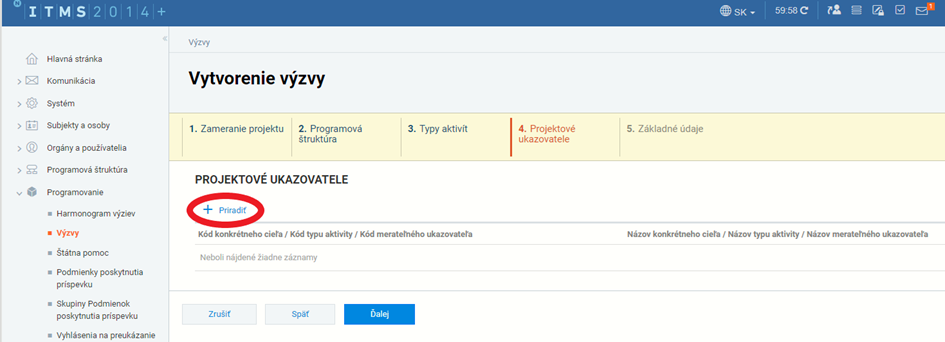 ITMS2014+
SK
59:58
1
Výzvy
Vytvorenie výzvy
Hlavná stránka
Komunikácia
Systém
Subjekty a osoby
Orgány a používatelia
Programová štruktúra
Programovanie
Harmonogram výziev
Výzvy
Štátna pomoc
Podmienky poskytnutia
príspevku
Skupiny Podmienok
poskytnutia príspevku
Vyhlásenia na preukázanie
1. Zameranie projektu
2. Programová
štruktúra
3. Typy aktivít
4. Projektové
ukazovatele
5. Základné údaje
PROJEKTOVÉ UKAZOVATELE
+ Priradiť
Kód konkrétneho cieľa / Kód typu aktivity / Kód merateľného ukazovateľa
Názov konkrétneho cieľa / Názov typu aktivity / Názov merateľného ukazovateľa
Neboli nájdené žiadne záznamy
Zrušiť
Späť
Ďalej